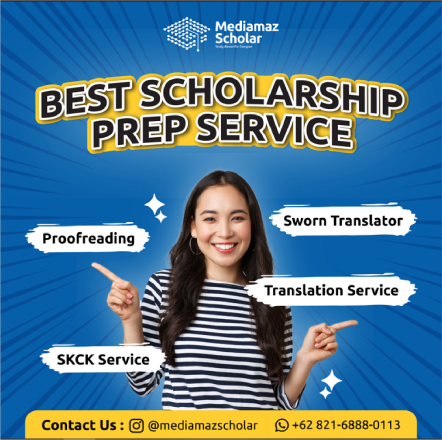 Mediamaz
Scholar
BEST SCHOLARSHIP
PREP SERVICE
Sworn Translator
Proofreading
Translation Service
SKCK Service
Contact Us : @mediamazscholar +62 821-6888-0113